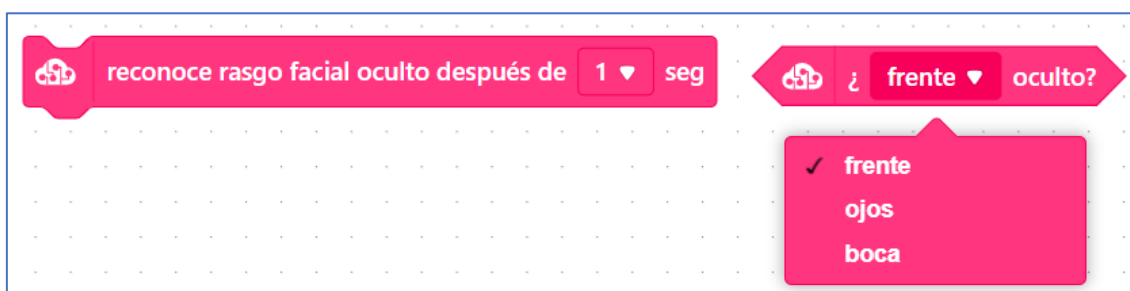 reconoce rasgo facial oculto después de 1 seg
¿ frente oculto?
frente
ojos
boca